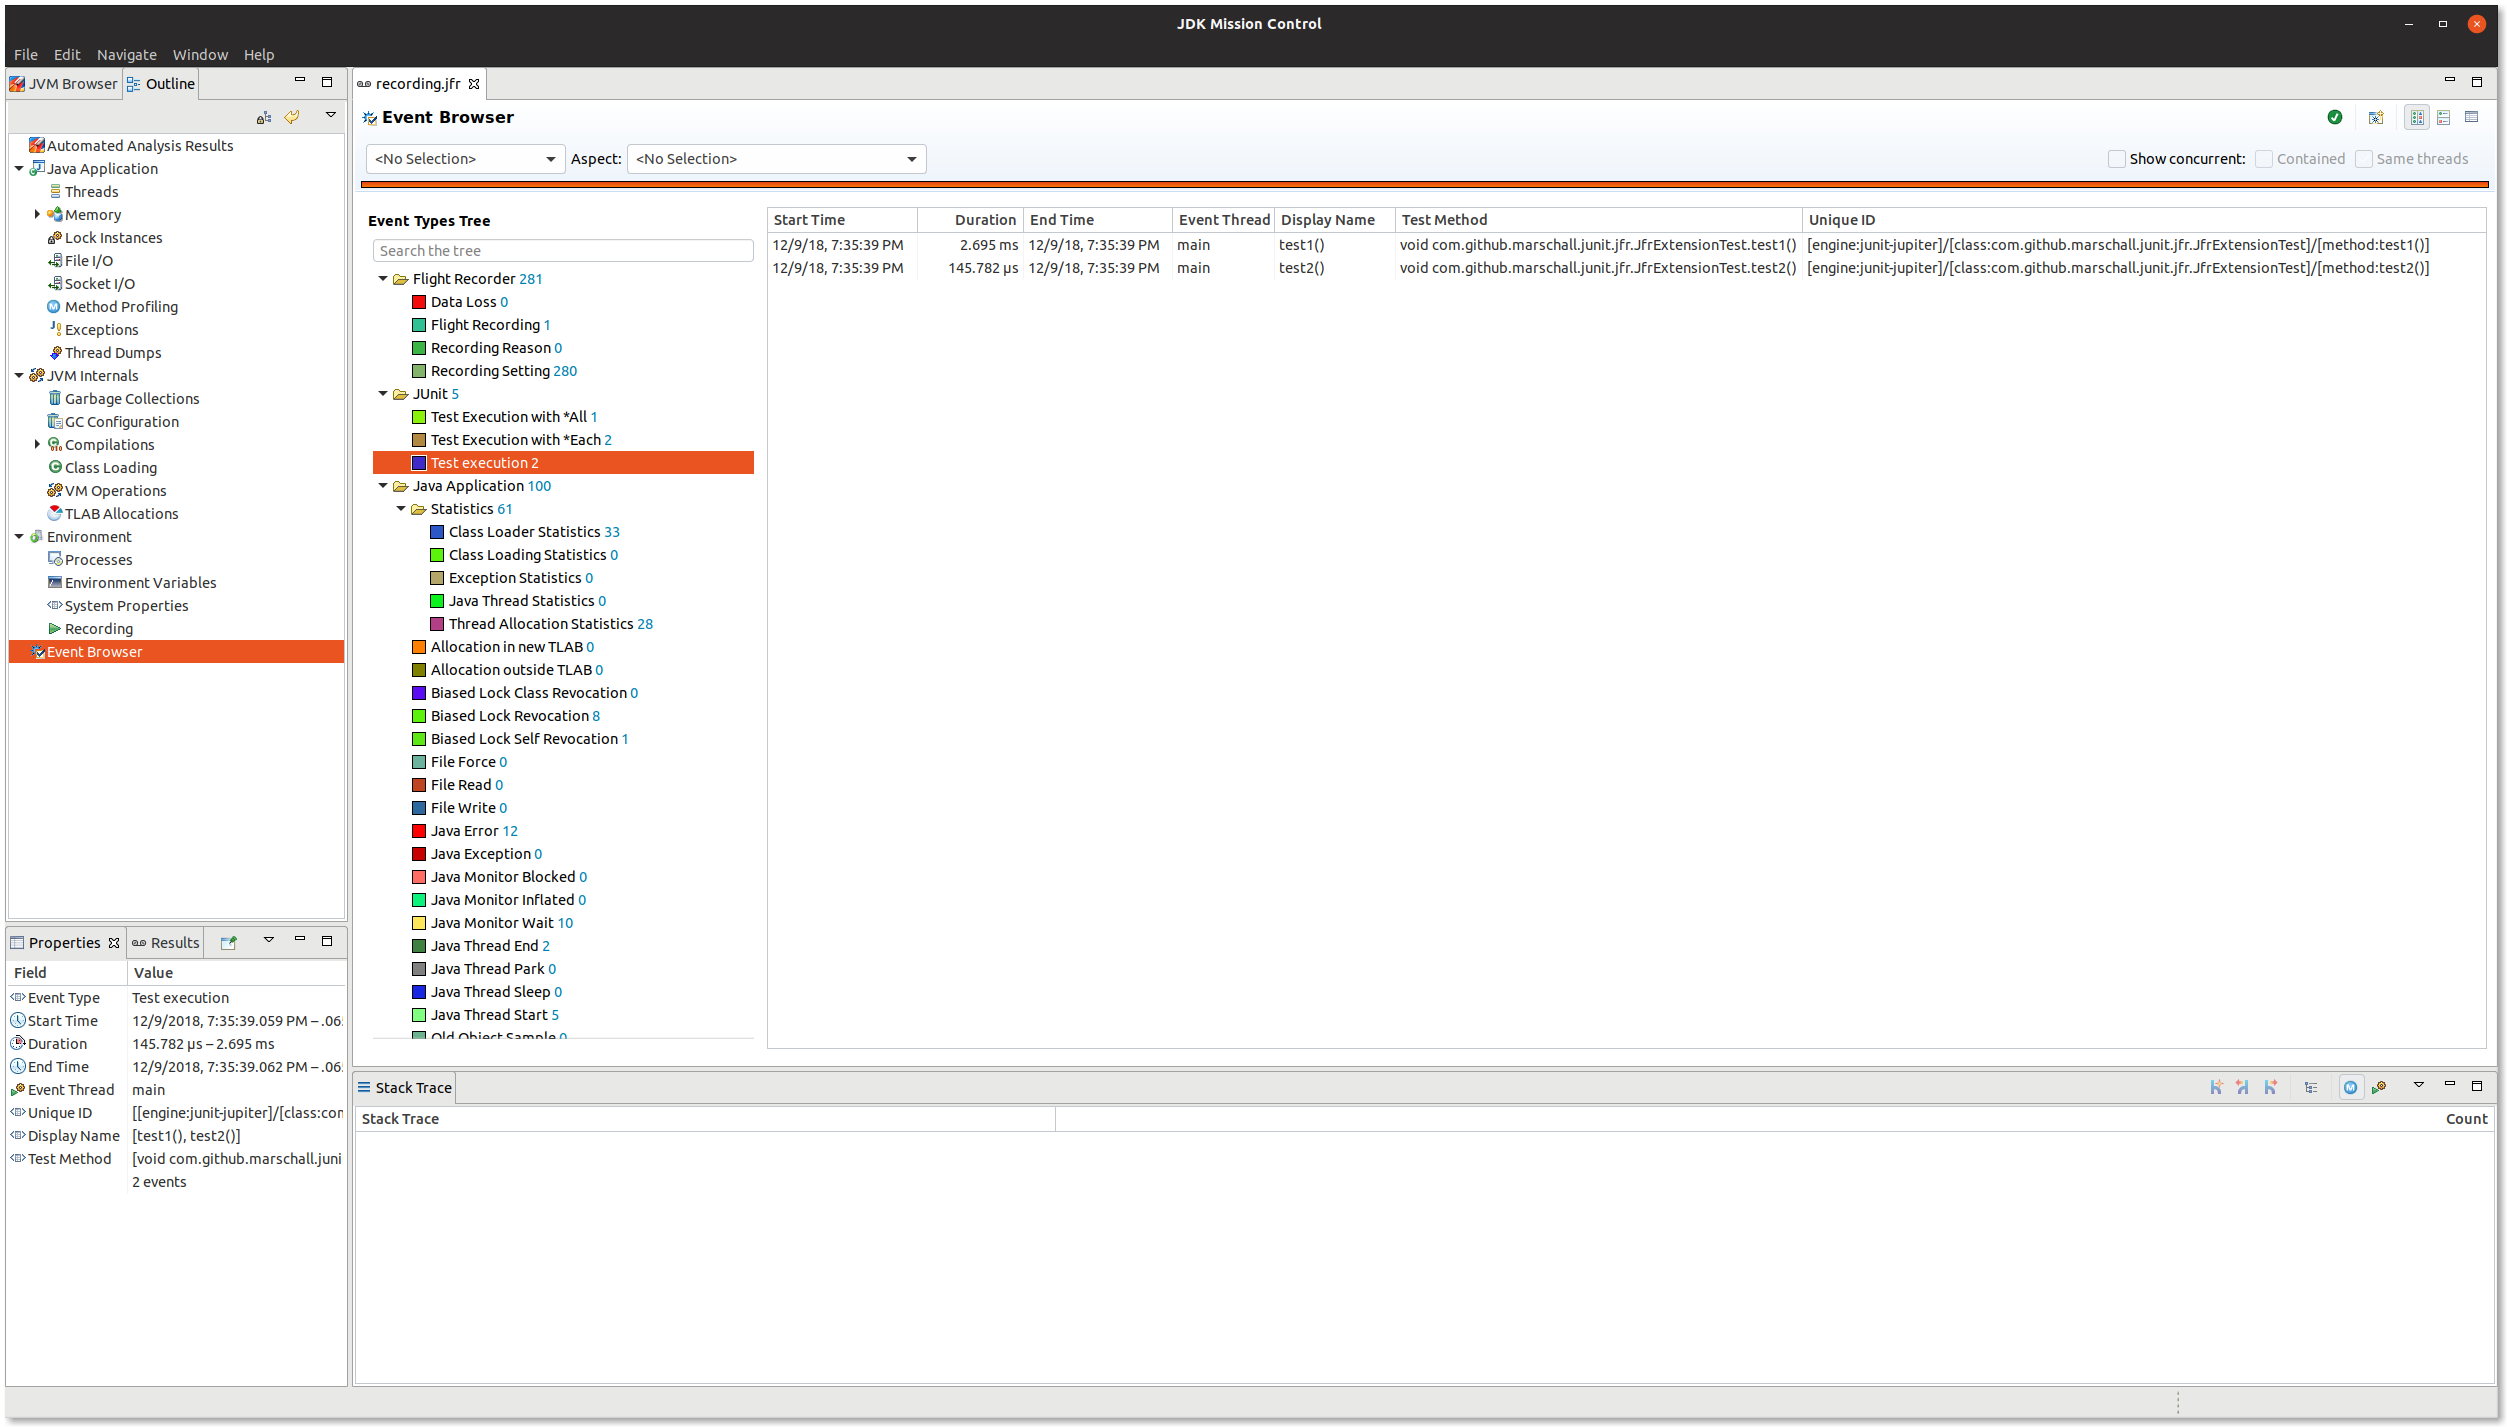 JDK Mission Control
File Edit Navigate Window Help
JVM Browser Outline
Automated Analysis Results
Java Application
Threads
Memory
Lock Instances
File I/O
Socket I/O
Method Profiling
Exceptions
Thread Dumps
JVM Internals
Garbage Collections
GC Configuration
Compilations
Class Loading
VM Operations
TLAB Allocations
Environment
Processes
Environment Variables
System Properties
Recording
Event Browser
Properties Results
Field Value
Event Type Test execution
Start Time 12/9/2018, 7:35:39.059 PM – .06
Duration 145.782 µs – 2.695 ms
End Time 12/9/2018, 7:35:39.062 PM – .06
Event Thread main
Unique ID [[engine:junit-jupiter]/[class:con
Display Name [test1(), test2()]
Test Method [void com.github.marschall.juni
2 events
recording.jfr
Event Browser
<No Selection> Aspect: <No Selection> Show concurrent: Contained Same threads
Event Types Tree
Search the tree
Flight Recorder 281
Data Loss 0
Flight Recording 1
Recording Reason 0
Recording Setting 280
JUnit 5
Test Execution with *All 1
Test Execution with *Each 2
Test execution 2
Java Application 100
Statistics 61
Class Loader Statistics 33
Class Loading Statistics 0
Exception Statistics 0
Java Thread Statistics 0
Thread Allocation Statistics 28
Allocation in new TLAB 0
Allocation outside TLAB 0
Biased Lock Class Revocation 0
Biased Lock Revocation 8
Biased Lock Self Revocation 1
File Force 0
File Read 0
File Write 0
Java Error 12
Java Exception 0
Java Monitor Blocked 0
Java Monitor Inflated 0
Java Monitor Wait 10
Java Thread End 2
Java Thread Park 0
Java Thread Sleep 0
Java Thread Start 5
Old Object Sample 0
Start Time Duration End Time Event Thread Display Name Test Method Unique ID
12/9/18, 7:35:39 PM 2.695 ms 12/9/18, 7:35:39 PM main test1() void com.github.marschall.junit.jfr.JfrExtensionTest.test1() [engine:junit-jupiter]/[class:com.github.marschall.junit.jfr.JfrExtensionTest]/[method:test1()]
12/9/18, 7:35:39 PM 145.782 µs 12/9/18, 7:35:39 PM main test2() void com.github.marschall.junit.jfr.JfrExtensionTest.test2() [engine:junit-jupiter]/[class:com.github.marschall.junit.jfr.JfrExtensionTest]/[method:test2()]
Stack Trace
Stack Trace Count